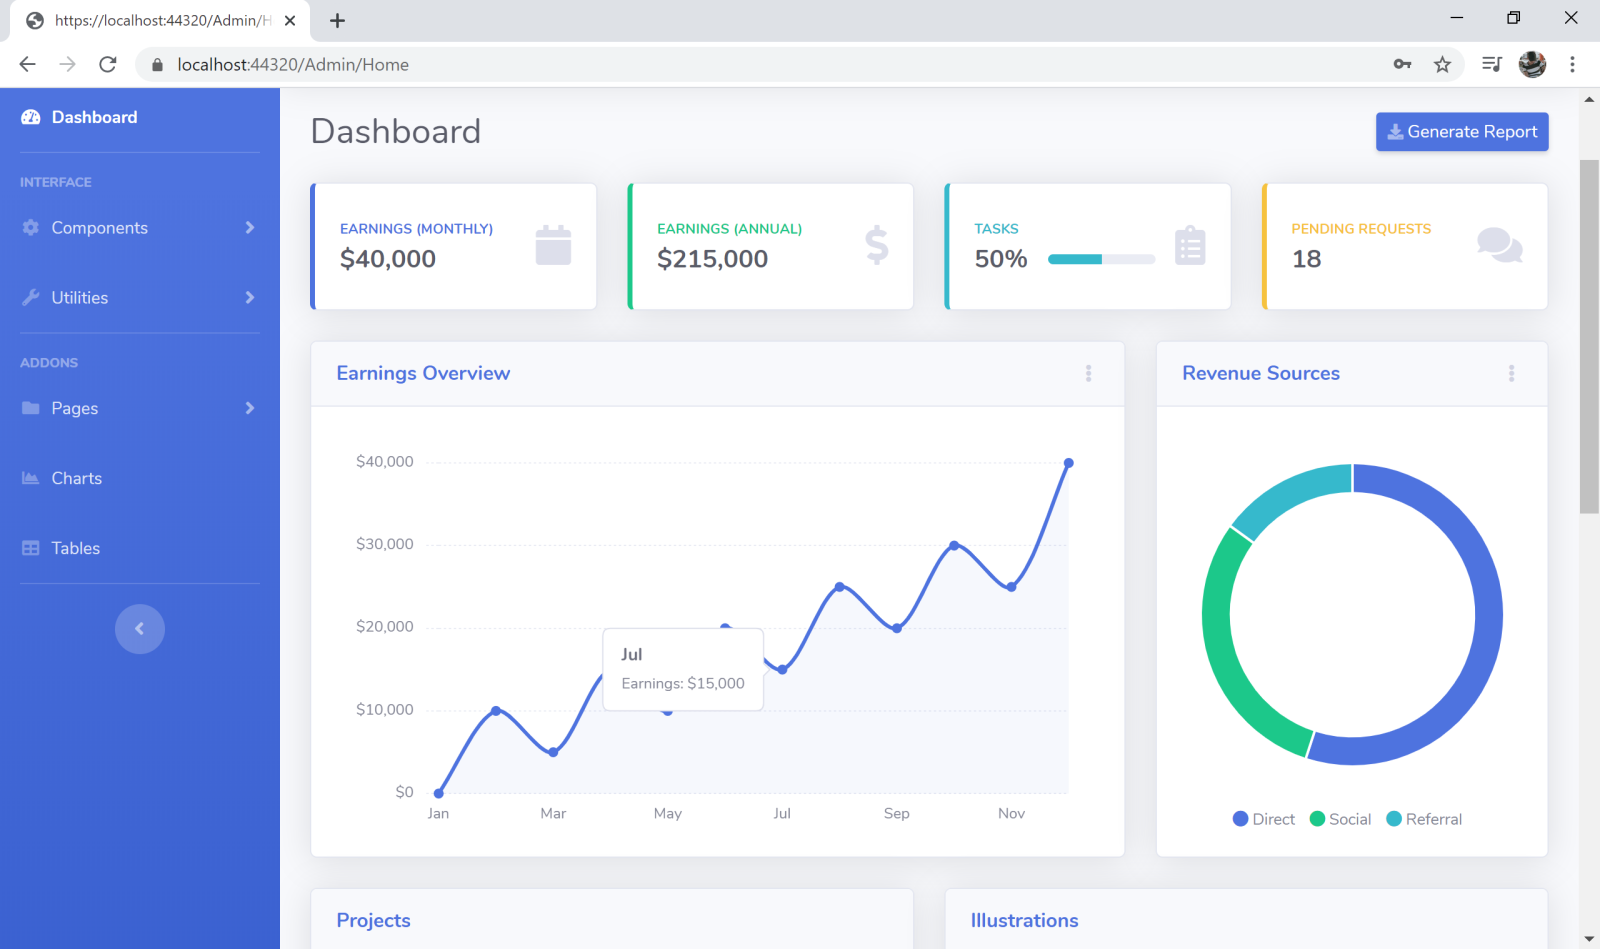 https://localhost:44320/Admin/H
localhost:44320/Admin/Home
Dashboard
INTERFACE
Components
Utilities
ADDONS
Pages
Charts
Tables
Dashboard
Generate Report
EARNINGS (MONTHLY)
$40,000
EARNINGS (ANNUAL)
$215,000
TASKS
50%
PENDING REQUESTS
18
Earnings Overview
$40,000
$30,000
$20,000
$10,000
$0
Jul
Earnings: $15,000
Jan Mar May Jul Sep Nov
Revenue Sources
Direct Social Referral
Projects
Illustrations